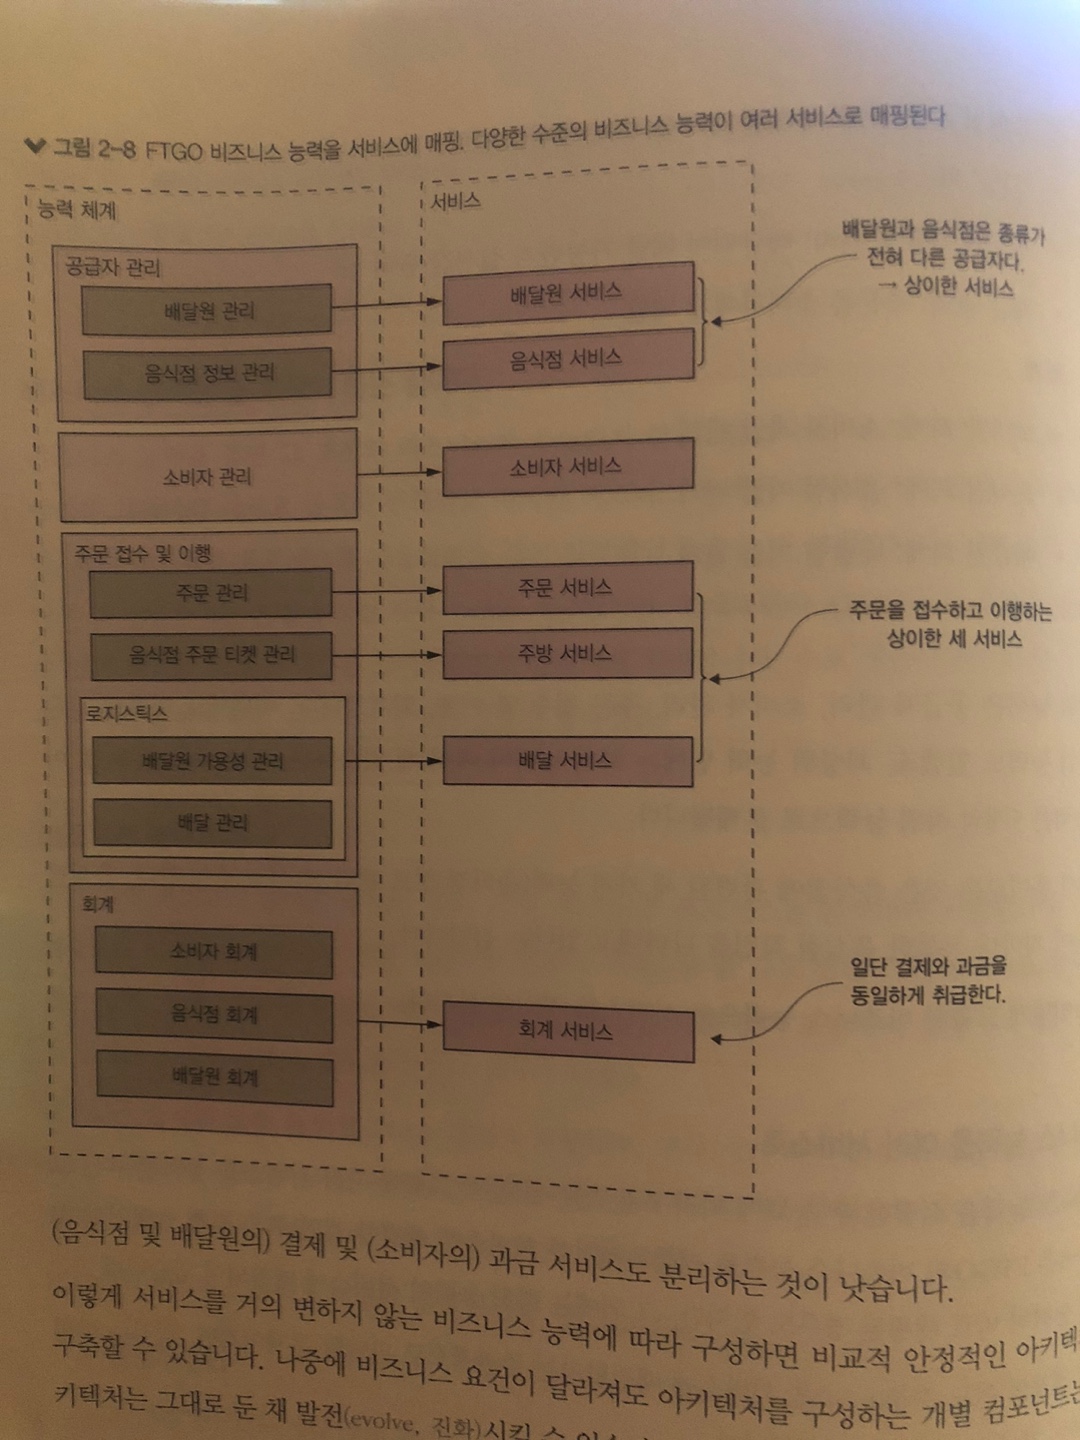 그림 2-8 FTGO 비즈니스 능력을 서비스에 매핑. 다양한 수준의 비즈니스 능력이 여러 서비스로 매핑된다
능력 체계
공급자 관리
배달원 관리
음식점 정보 관리
소비자 관리
주문 접수 및 이행
주문 관리
음식점 주문 티켓 관리
로지스틱스
배달원 가용성 관리
배달 관리
회계
소비자 회계
음식점 회계
배달원 회계
서비스
배달원 서비스
음식점 서비스
소비자 서비스
주문 서비스
주방 서비스
배달 서비스
회계 서비스
배달원과 음식점은 종류가
전혀 다른 공급자다.
→ 상이한 서비스
주문을 접수하고 이행하는
상이한 세 서비스
일단 결제와 과금을
동일하게 취급한다.
(음식점 및 배달원의) 결제 및 (소비자의) 과금 서비스도 분리하는 것이 낫습니다.
이렇게 서비스를 거의 변하지 않는 비즈니스 능력에 따라 구성하면 비교적 안정적인 아키텍
구축할 수 있습니다. 나중에 비즈니스 요건이 달라져도 아키텍처를 구성하는 개별 컴포넌트는
키텍처는 그대로 둔 채 발전(evolve, 진화)시킬 수